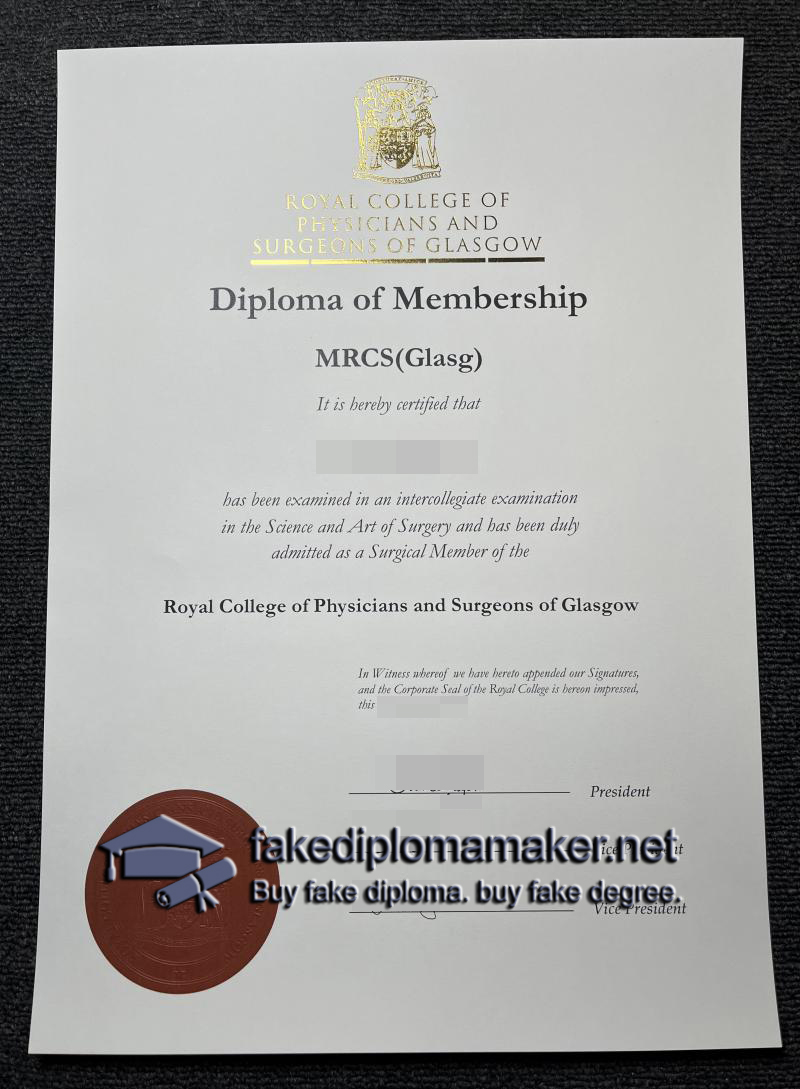 ROYAL COLLEGE OF
PHYSICIANS AND
SURGEONS OF GLASGOW
Diploma of Membership
MRCS(Glasg)
It is hereby certified that
has been examined in an intercollegiate examination
in the Science and Art of Surgery and has been duly
admitted as a Surgical Member of the
Royal College of Physicians and Surgeons of Glasgow
In Witness whereof we have hereto appended our Signatures,
and the Corporate Seal of the Royal College is hereon impressed,
this
President
fakediplomamaker.net
Buy fake diploma. buy fake degree.
Vice President